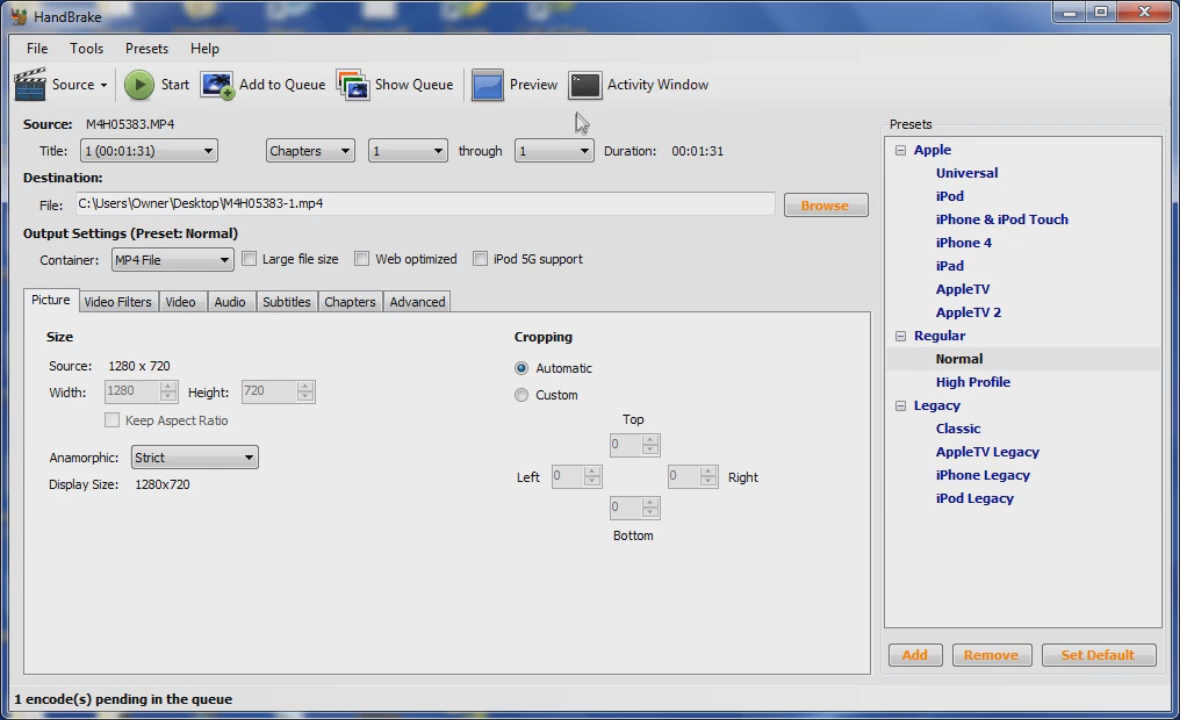 HandBrake
File Tools Presets Help
Source Start Add to Queue Show Queue Preview Activity Window
Source: M4H05383.MP4
Title: 1 (00:01:31) Chapters 1 through 1 Duration: 00:01:31
Destination:
File: C:\Users\Owner\Desktop\M4H05383-1.mp4 Browse
Output Settings (Preset: Normal)
Container: MP4 File Large file size Web optimized iPod 5G support
Picture Video Filters Video Audio Subtitles Chapters Advanced
Size
Source: 1280 x 720
Width: 1280 Height: 720
Keep Aspect Ratio
Anamorphic: Strict
Display Size: 1280x720
Cropping
Automatic
Custom
Top
0
Left 0 0 Right
0
Bottom
Presets
Apple
Universal
iPod
iPhone & iPod Touch
iPhone 4
iPad
AppleTV
AppleTV 2
Regular
Normal
High Profile
Legacy
Classic
AppleTV Legacy
iPhone Legacy
iPod Legacy
Add Remove Set Default
1 encode(s) pending in the queue